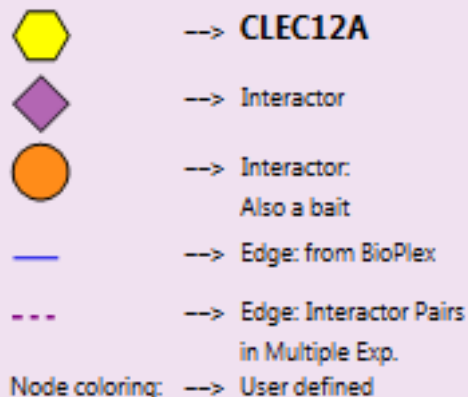 --> CLEC12A
--> Interactor
--> Interactor:
Also a bait
--> Edge: from BioPlex
--> Edge: Interactor Pairs
in Multiple Exp.
Node coloring: --> User defined